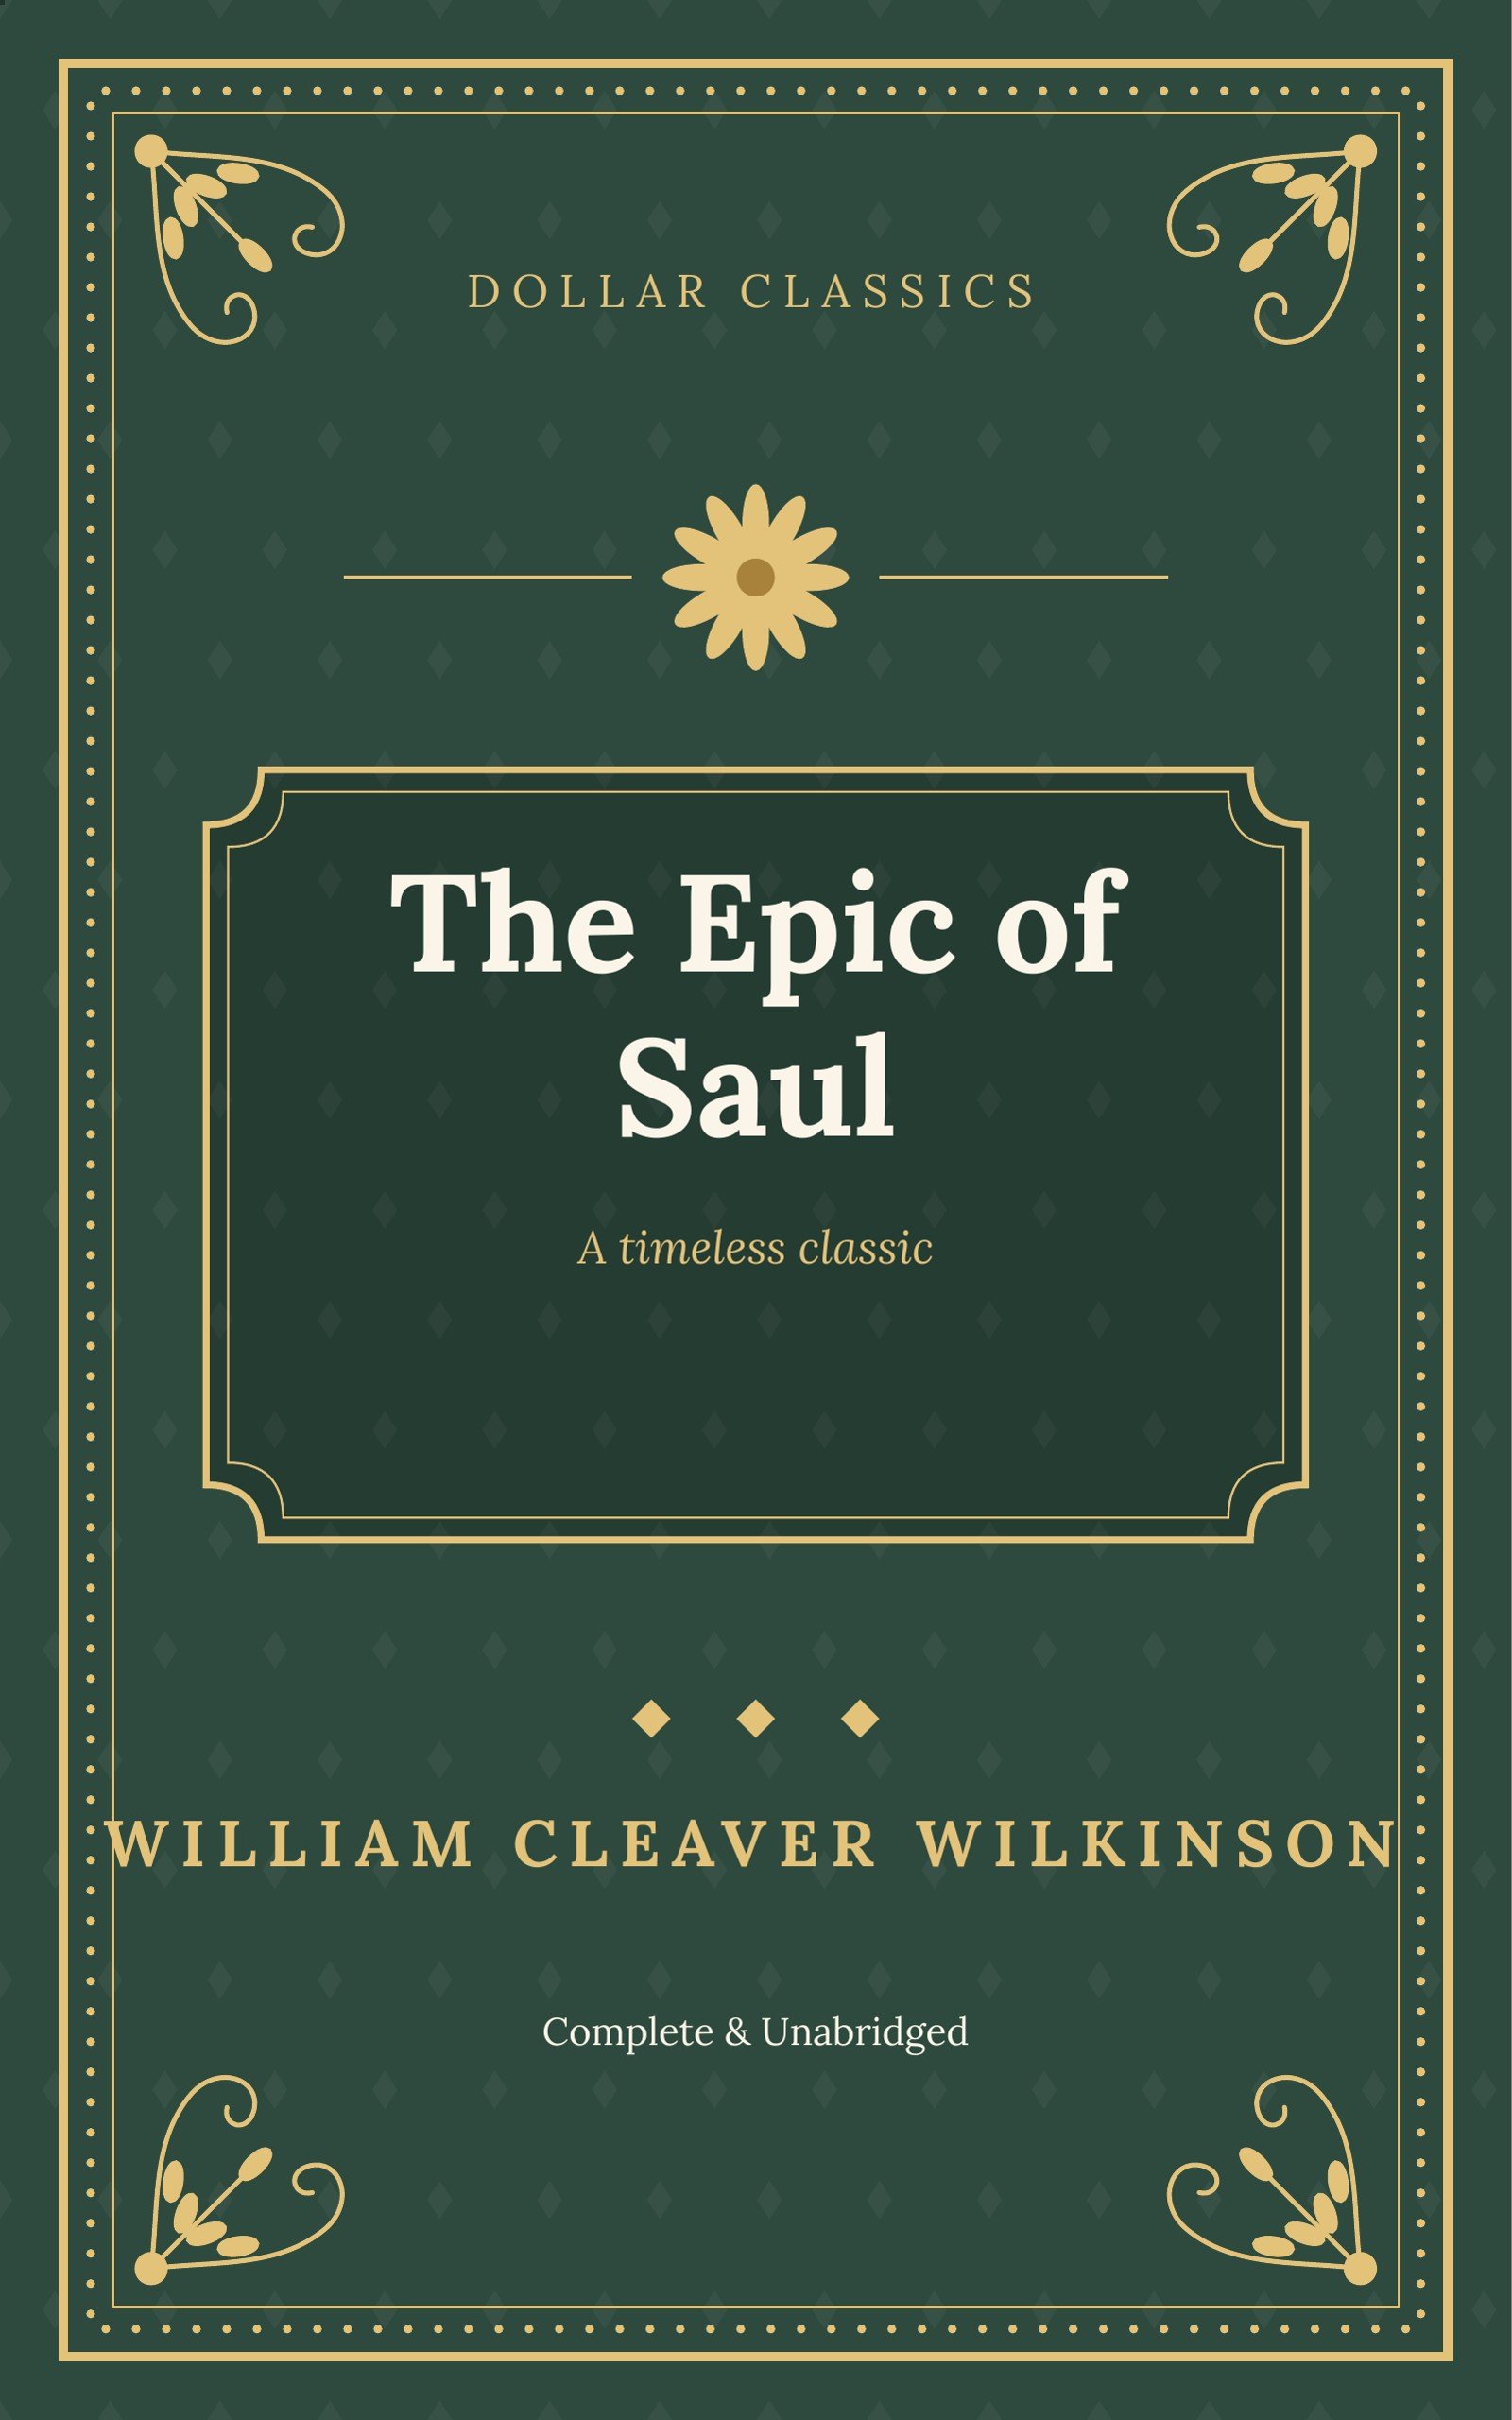 DOLLAR CLASSICS
The Epic of
Saul
A timeless classic
WILLIAM CLEAVER WILKINSON
Complete & Unabridged